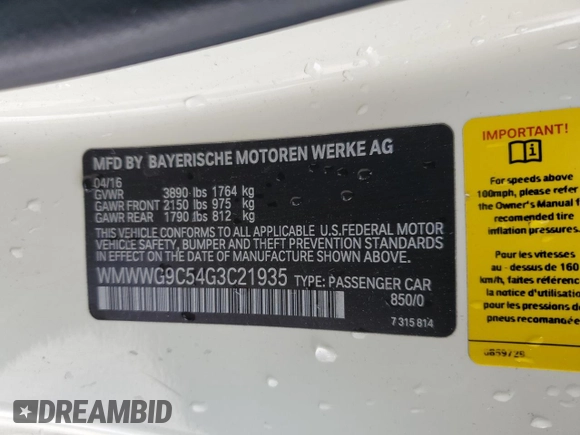 MFD BY BAYERISCHE MOTOREN WERKE AG
04/16
GVWR 3890 lbs 1764 kg
GAWR FRONT 2150 lbs 975 kg
GAWR REAR 1790 lbs 812 kg
THIS VEHICLE CONFORMS TO ALL APPLICABLE U.S.FEDERAL MOTOR
VEHICLE SAFETY, BUMPER AND THEFT PREVENTION STANDARDS
IN EFFECT ON THE DATE OF MANUFACTURE SHOWN ABOVE.
WMWWG9C54G3C21935 TYPE: PASSENGER CAR
850/0
7 315 814
IMPORTANT!
For speeds above
100mph, please refer
the Owner's Manual f
recomended tire
inflation pressures.
Pour les vitesses
au - dessus de 160
km/h, faites référenc
la notice d'utilisatio
pour les pressions d
pneus recomandée
DREAMBID